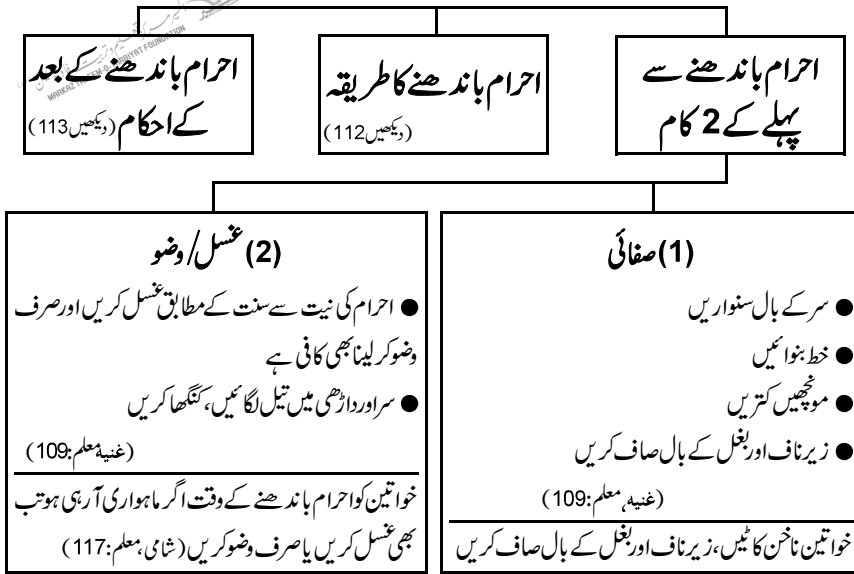 احرام باندھنے سے
پہلے کے 2 کام
احرام باندھنے کا طریقہ
(دیکھیں 112)
احرام باندھنے کے بعد
کے احکام (دیکھیں 113)
(1) صفائی
● سر کے بال سنواریں
● خط بنوائیں
● مونچھیں کتریں
● زیر ناف اور بغل کے بال صاف کریں
(غنیہ، معلم:109)
خواتین ناخن کاٹیں، زیر ناف اور بغل کے بال صاف کریں
(2) غسل/وضو
● احرام کی نیت سے سنت کے مطابق غسل کریں اور صرف
وضو کرلینا بھی کافی ہے
● سر اور داڑھی میں تیل لگائیں، کنگھا کریں
(غنیہ معلم:109)
خواتین کو احرام باندھنے کے وقت اگر ماہواری آ رہی ہو تب
بھی غسل کریں یا صرف وضو کریں (شامی، معلم:117)